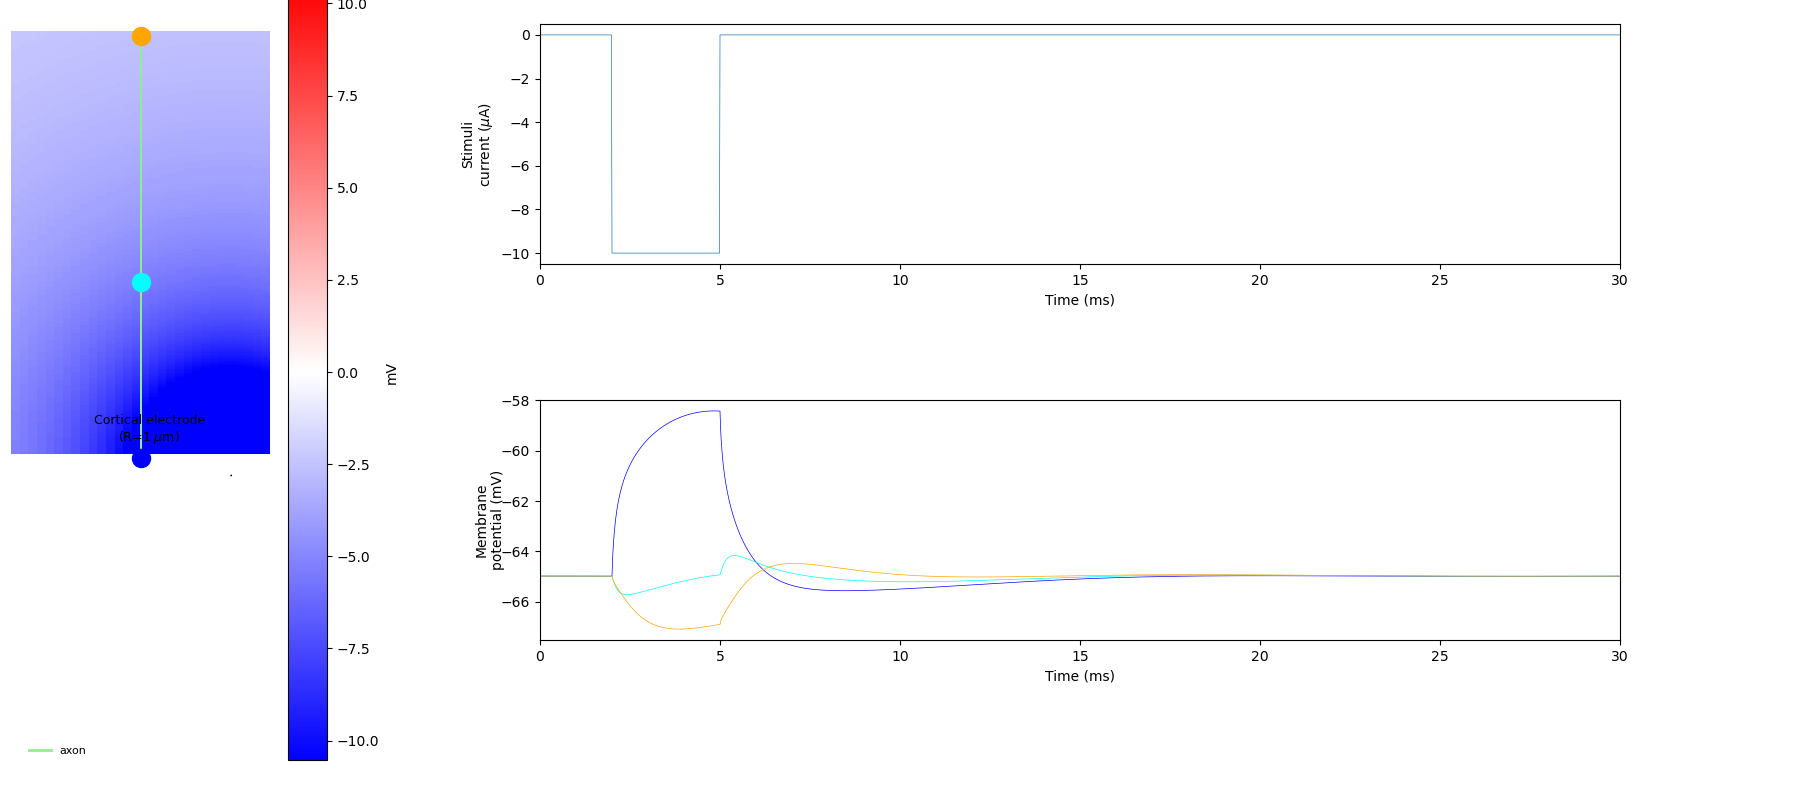 10.0
7.5
5.0
2.5
0.0
−2.5
−5.0
−7.5
−10.0
mV
Cortical electrode
(R=1 μm)
axon
0
−2
−4
−6
−8
−10
Stimuli
current (μA)
0 5 10 15 20 25 30
Time (ms)
−58
−60
−62
−64
−66
Membrane
potential (mV)
0 5 10 15 20 25 30
Time (ms)